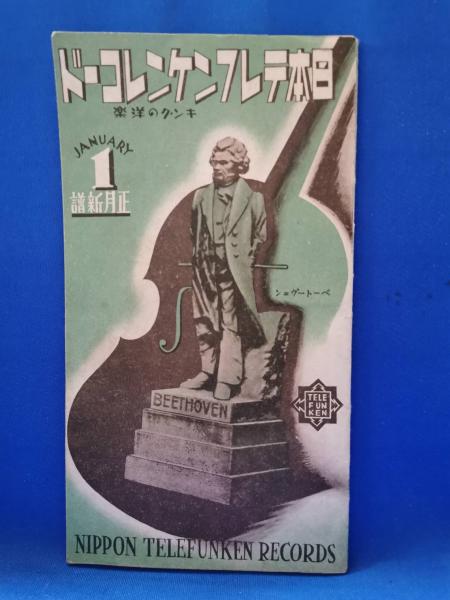 日本テレフンケンレコード
キングの洋楽
JANUARY
1
正月新譜
ベートーヴェン
BEETHOVEN
TELE
FUN
KEN
NIPPON TELEFUNKEN RECORDS